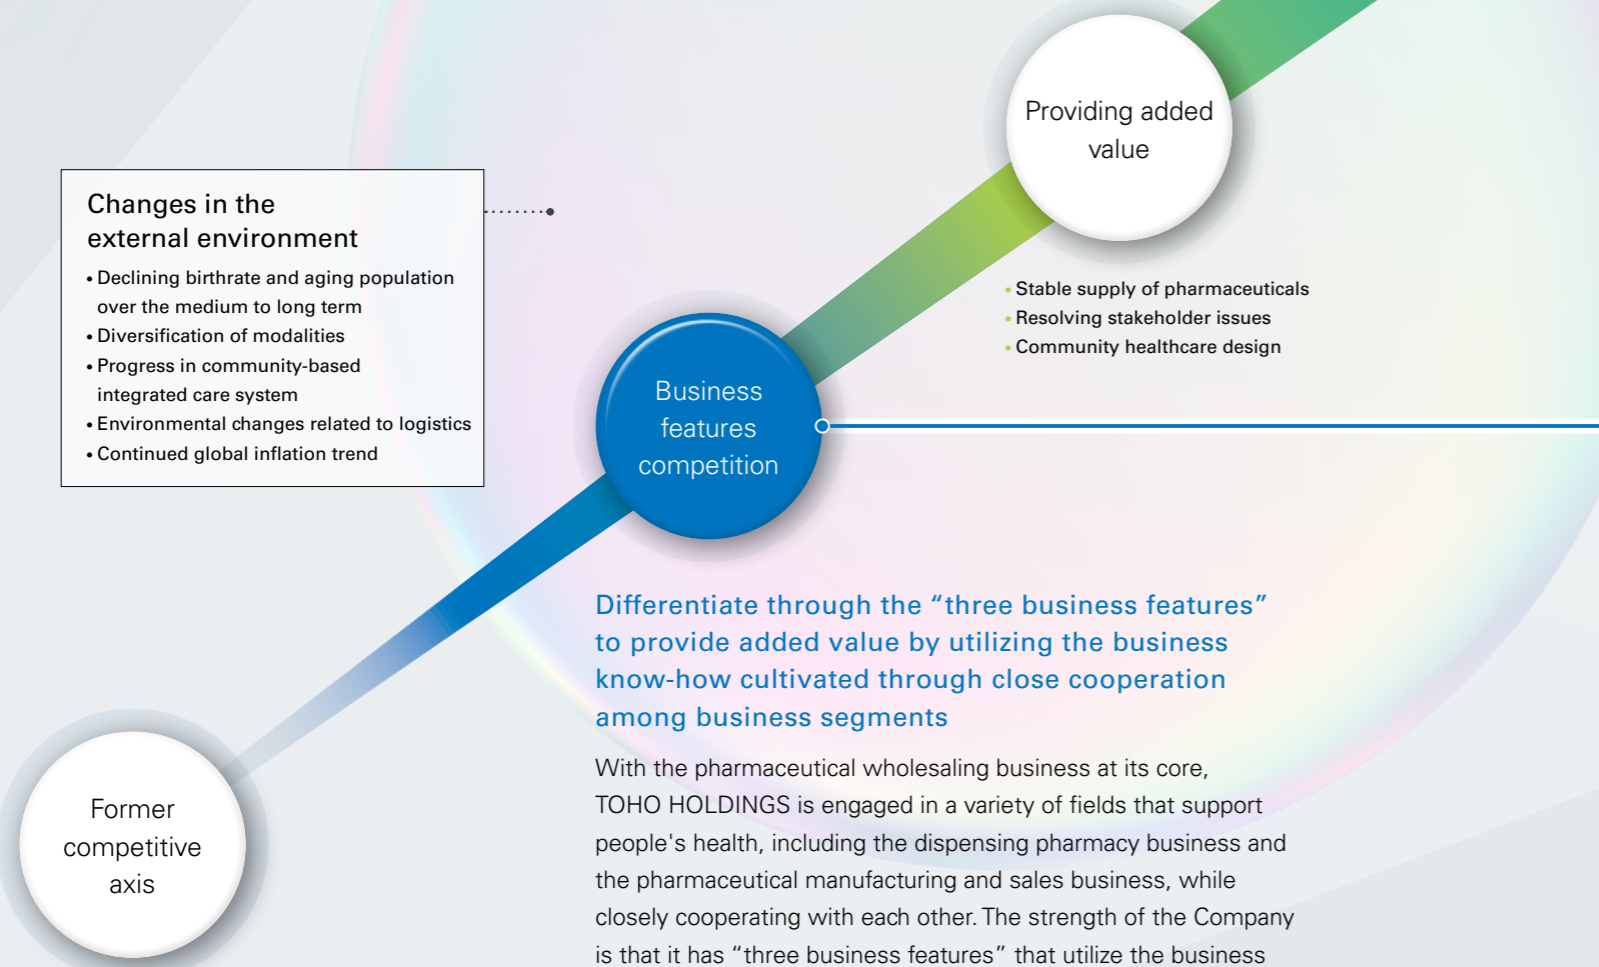 Providing added
value
• Stable supply of pharmaceuticals
• Resolving stakeholder issues
• Community healthcare design
Changes in the
external environment
• Declining birthrate and aging population
over the medium to long term
• Diversification of modalities
• Progress in community-based
integrated care system
• Environmental changes related to logistics
• Continued global inflation trend
Business
features
competition
Differentiate through the “three business features”
to provide added value by utilizing the business
know-how cultivated through close cooperation
among business segments
With the pharmaceutical wholesaling business at its core,
TOHO HOLDINGS is engaged in a variety of fields that support
people's health, including the dispensing pharmacy business and
the pharmaceutical manufacturing and sales business, while
closely cooperating with each other. The strength of the Company
is that it has “three business features” that utilize the business
Former
competitive
axis